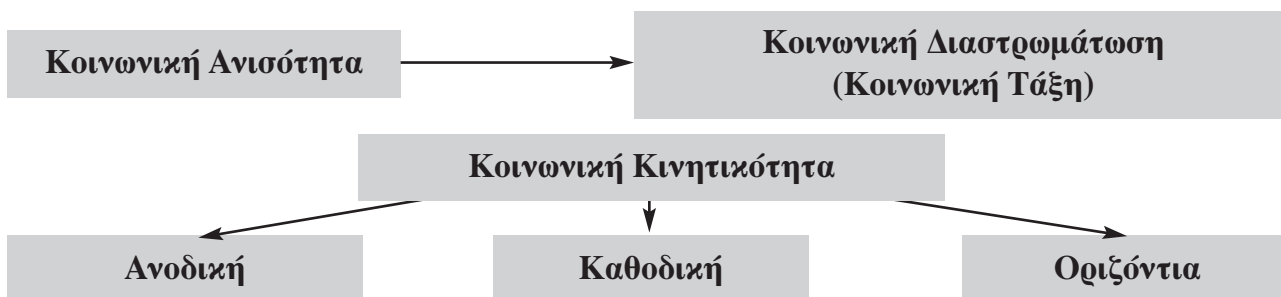 Κοινωνική Ανισότητα
Κοινωνική Διαστρωμάτωση
(Κοινωνική Τάξη)
Κοινωνική Κινητικότητα
Ανοδική
Καθοδική
Οριζόντια